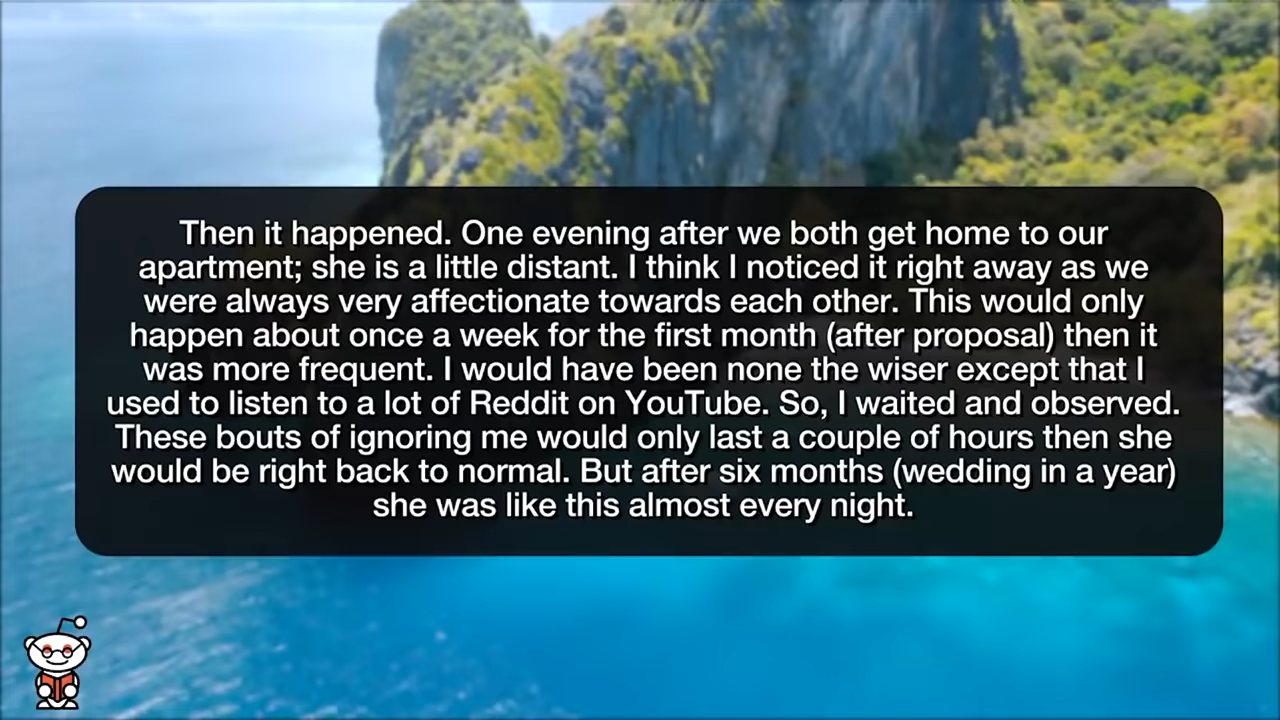 Then it happened. One evening after we both get home to our
apartment; she is a little distant. I think I noticed it right away as we
were always very affectionate towards each other. This would only
happen about once a week for the first month (after proposal) then it
was more frequent. I would have been none the wiser except that I
used to listen to a lot of Reddit on YouTube. So, I waited and observed.
These bouts of ignoring me would only last a couple of hours then she
would be right back to normal. But after six months (wedding in a year)
she was like this almost every night.